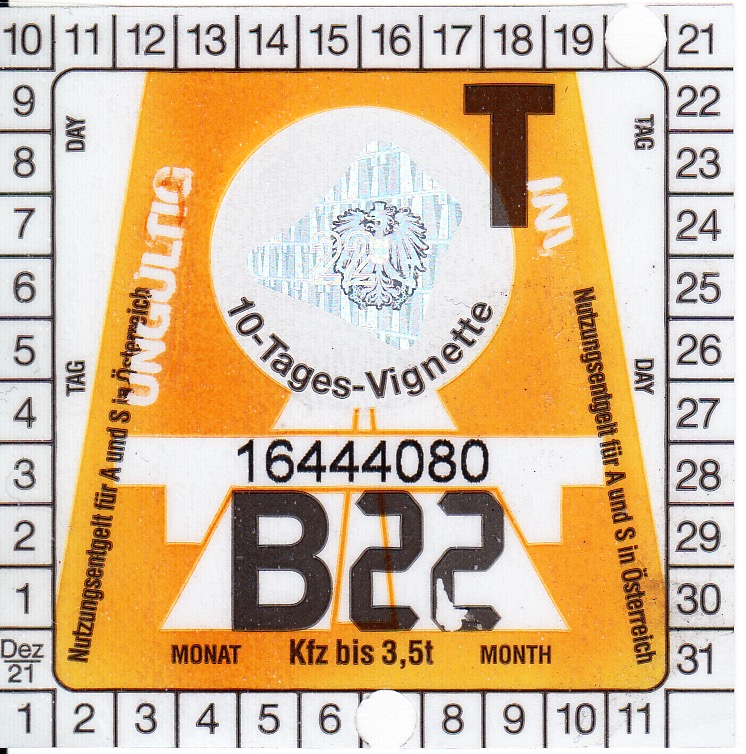 10 11 12 13 14 15 16 17 18 19 21
9 22
8 23
7 24
6 25
5 26
4 27
3 28
2 29
1 30
Dez 21 31
1 2 3 4 5 6 8 9 10 11
DAY
TAG
TAG
DAY
T
UNGÜLTIG
22
10-Tages-Vignette
Nutzungsentgelt für A und S in Österreich
Nutzungsentgelt für A und S in Österreich
16444080
B22
MONAT Kfz bis 3,5t MONTH